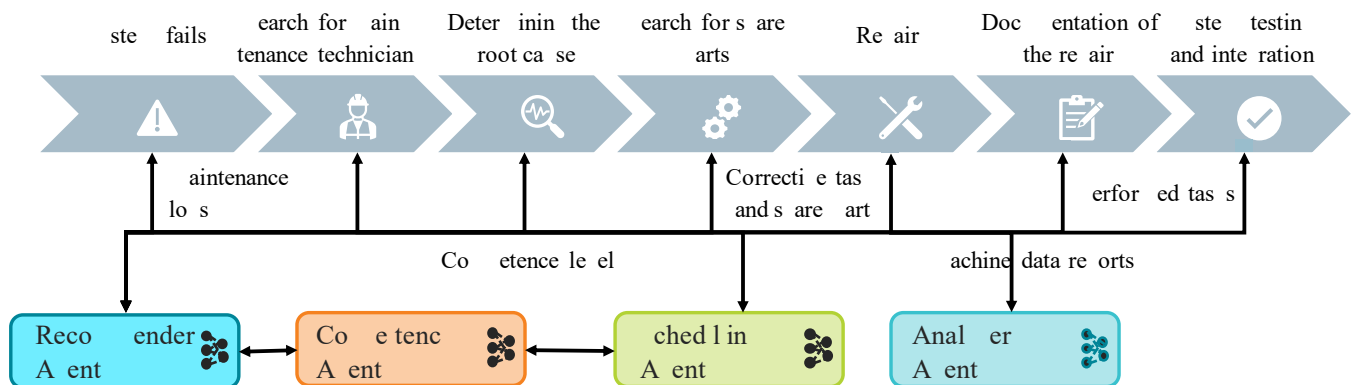 ste fails
earch for ain
tenance technician
Deter inin the
root ca se
earch for s are
arts
Re air
Doc entation of
the re air
ste testin
and inte ration
aintenance
lo s
Correcti e tas
and s are art
erfor ed tas s
Co etence le el
achine data re orts
Reco ender
A ent
Co e tenc
A ent
ched l in
A ent
Anal er
A ent